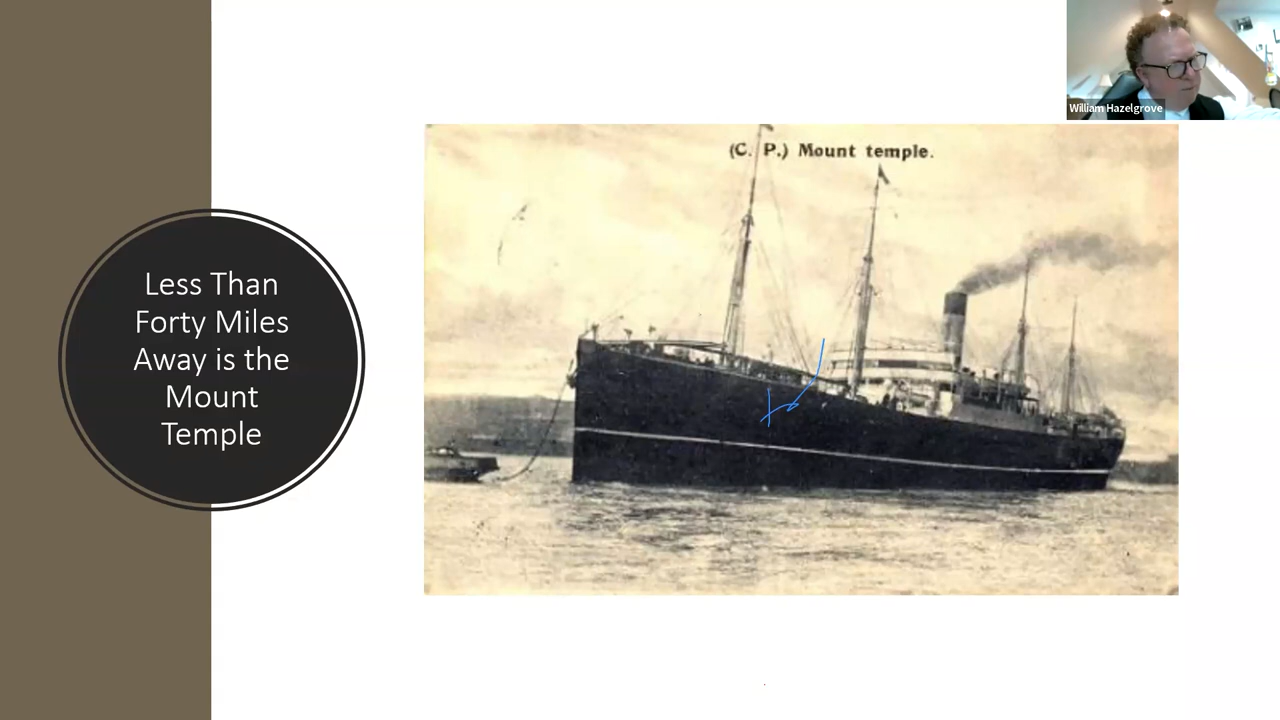 William Hazelgrove
(C. P.) Mount temple.
Less Than
Forty Miles
Away is the
Mount
Temple